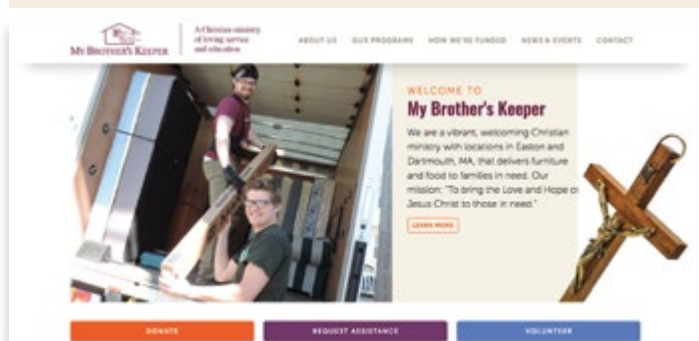 MY BROTHER'S KEEPER
A Christian ministry
of loving service
and education
ABOUT US OUR PROGRAMS HOW WE'RE FUNDED NEWS & EVENTS CONTACT
WELCOME TO
My Brother's Keeper
We are a vibrant, welcoming Christian
ministry with locations in Easton and
Dartmouth, MA, that delivers furniture
and food to families in need. Our
mission: "To bring the Love and Hope of
Jesus Christ to those in need."
LEARN MORE
DONATE REQUEST ASSISTANCE VOLUNTEER